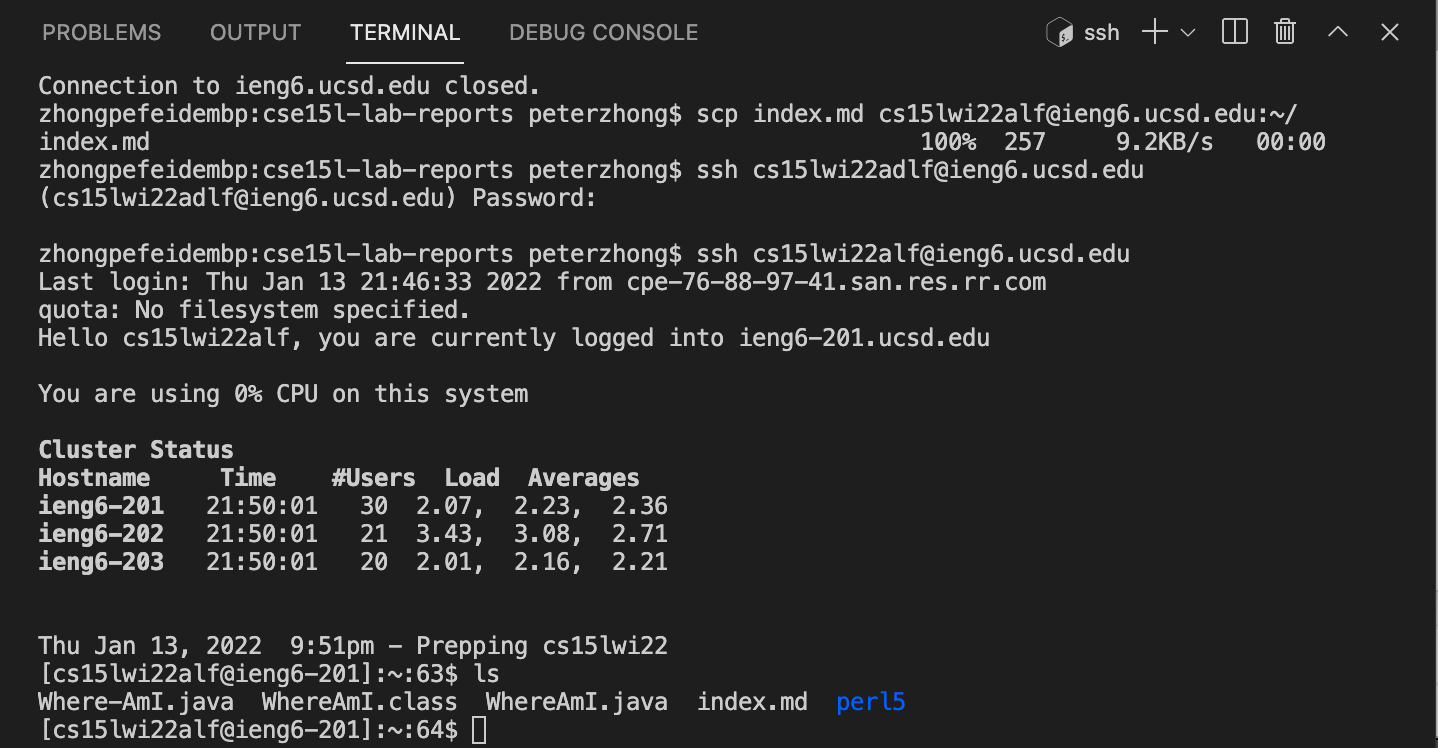 PROBLEMS OUTPUT TERMINAL DEBUG CONSOLE ssh
Connection to ieng6.ucsd.edu closed.
zhongpefeidembp:cse15l-lab-reports peterzhong$ scp index.md cs15lwi22alf@ieng6.ucsd.edu:~/
index.md 100% 257 9.2KB/s 00:00
zhongpefeidembp:cse15l-lab-reports peterzhong$ ssh cs15lwi22adlf@ieng6.ucsd.edu
(cs15lwi22adlf@ieng6.ucsd.edu) Password:
zhongpefeidembp:cse15l-lab-reports peterzhong$ ssh cs15lwi22alf@ieng6.ucsd.edu
Last login: Thu Jan 13 21:46:33 2022 from cpe-76-88-97-41.san.res.rr.com
quota: No filesystem specified.
Hello cs15lwi22alf, you are currently logged into ieng6-201.ucsd.edu
You are using 0% CPU on this system
Cluster Status
Hostname Time #Users Load Averages
ieng6-201 21:50:01 30 2.07, 2.23, 2.36
ieng6-202 21:50:01 21 3.43, 3.08, 2.71
ieng6-203 21:50:01 20 2.01, 2.16, 2.21
Thu Jan 13, 2022 9:51pm - Prepping cs15lwi22
[cs15lwi22alf@ieng6-201]:~:63$ ls
Where-AmI.java WhereAmI.class WhereAmI.java index.md perl5
[cs15lwi22alf@ieng6-201]:~:64$